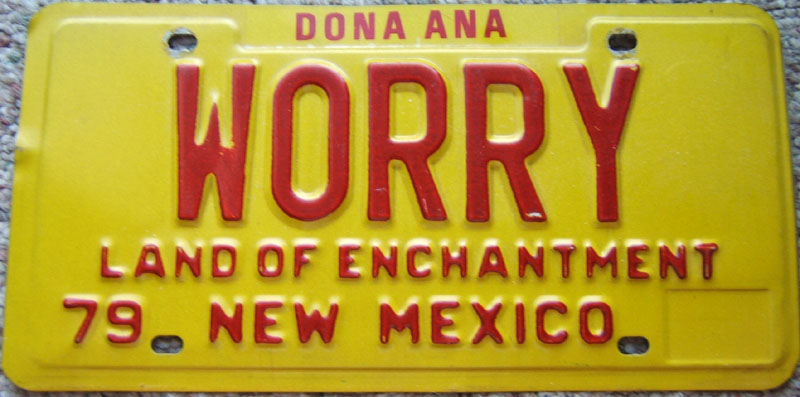 DONA ANA
WORRY
LAND OF ENCHANTMENT
79 NEW MEXICO